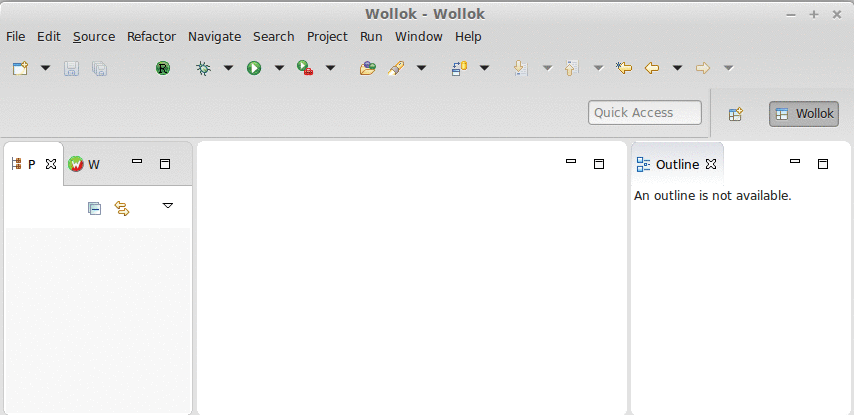 Wollok - Wollok
File Edit Source Refactor Navigate Search Project Run Window Help
Quick Access
Wollok
P W
Outline
An outline is not available.